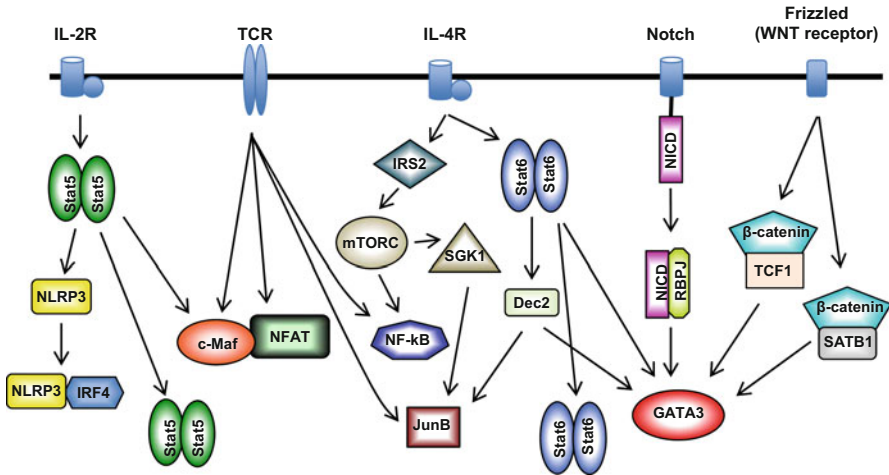 IL-2R
TCR
IL-4R
Notch
Frizzled
(WNT receptor)
NICD
IRS2
Stat5
Stat5
Stat6
Stat6
mTORC
SGK1
β-catenin
TCF1
NLRP3
Dec2
NICD
RBPJ
β-catenin
SATB1
c-Maf
NFAT
NF-kB
NLRP3
IRF4
Stat5
Stat5
JunB
Stat6
Stat6
GATA3